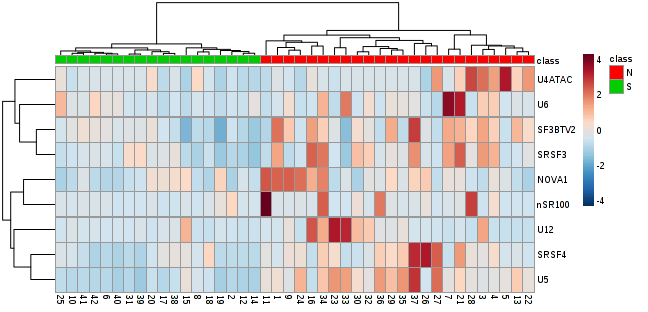 class
U4ATAC
U6
SF3BTV2
SRSF3
NOVA1
nSR100
U12
SRSF4
U5
25 10 41 42 6 40 31 39 20 17 38 15 8 18 19 2 12 14 11 1 9 24 16 34 23 33 30 32 36 29 35 37 26 27 7 21 28 3 4 5 13 22
4
2
0
-2
-4
class
N
S